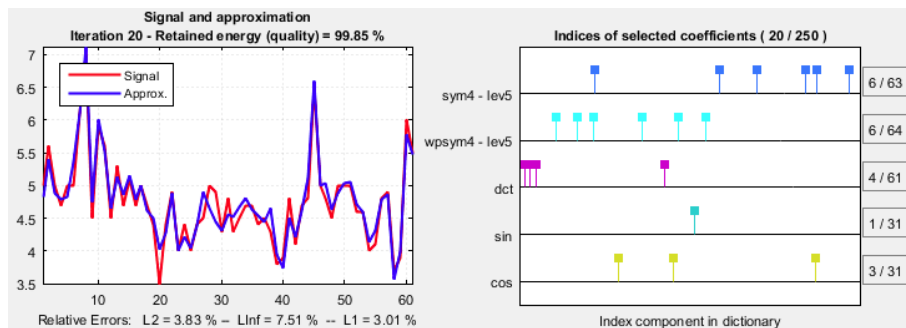 Signal and approximation
Iteration 20 - Retained energy (quality) = 99.85 %
7
6.5
6
5.5
5
4.5
4
3.5
Signal
Approx.
10
20
30
40
50
60
Relative Errors: L2 = 3.83 % -- LInf = 7.51 % -- L1 = 3.01 %
Indices of selected coefficients ( 20 / 250 )
sym4 - lev5
6 / 63
wpsym4 - lev5
6 / 64
dct
4 / 61
sin
1 / 31
cos
3 / 31
Index component in dictionary